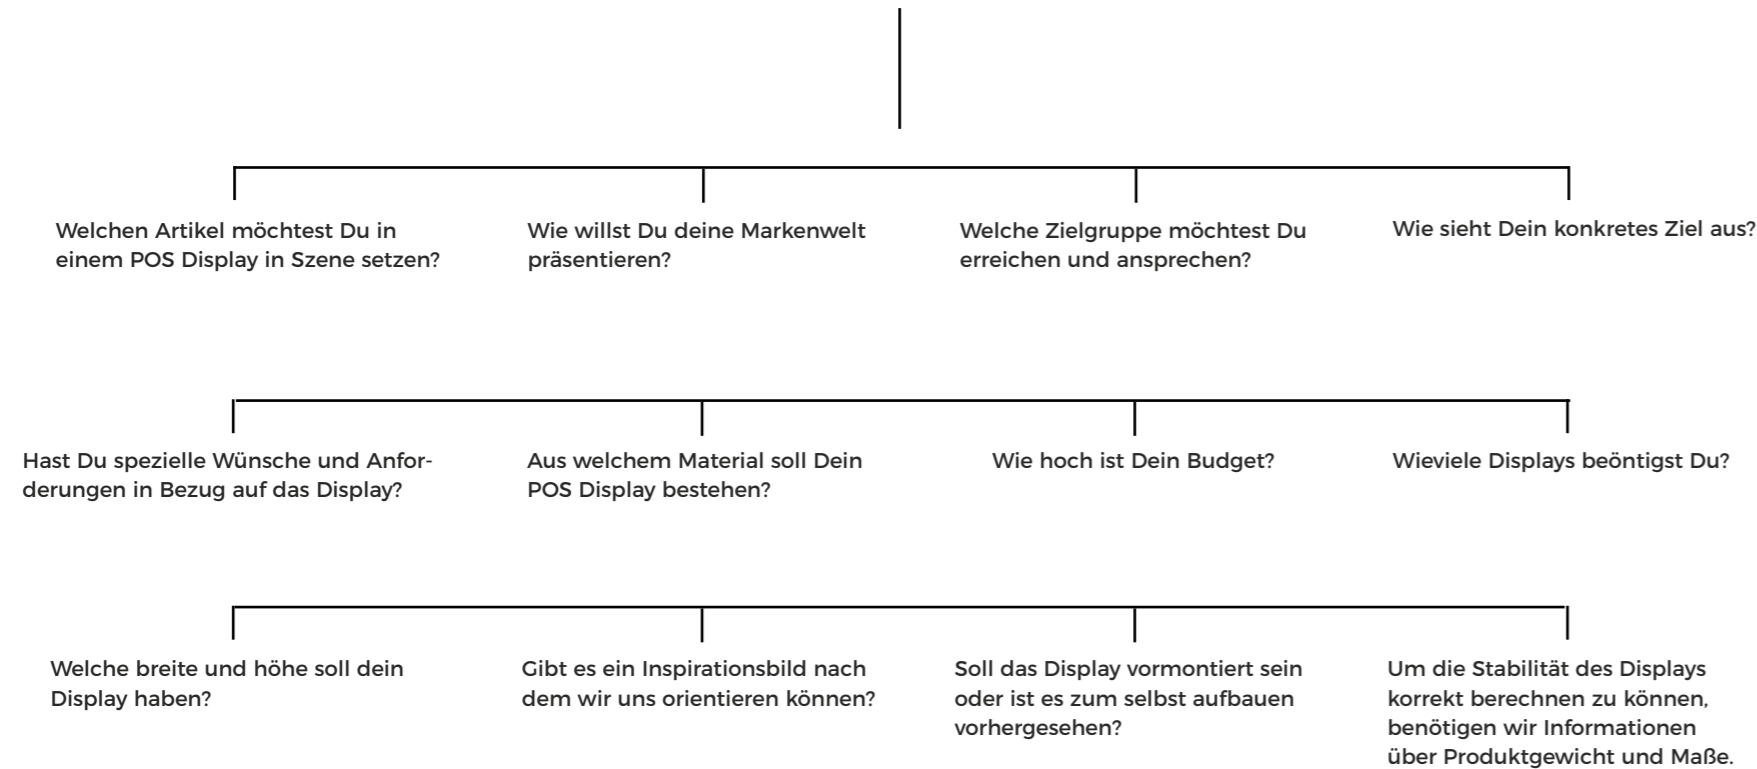 Welchen Artikel möchtest Du in
einem POS Display in Szene setzen?
Wie willst Du deine Markenwelt
präsentieren?
Welche Zielgruppe möchtest Du
erreichen und ansprechen?
Wie sieht Dein konkretes Ziel aus?
Hast Du spezielle Wünsche und Anfor-
derungen in Bezug auf das Display?
Aus welchem Material soll Dein
POS Display bestehen?
Wie hoch ist Dein Budget?
Wieviele Displays beöntigst Du?
Welche breite und höhe soll dein
Display haben?
Gibt es ein Inspirationsbild nach
dem wir uns orientieren können?
Soll das Display vormontiert sein
oder ist es zum selbst aufbauen
vorhergesehen?
Um die Stabilität des Displays
korrekt berechnen zu können,
benötigen wir Informationen
über Produktgewicht und Maße.